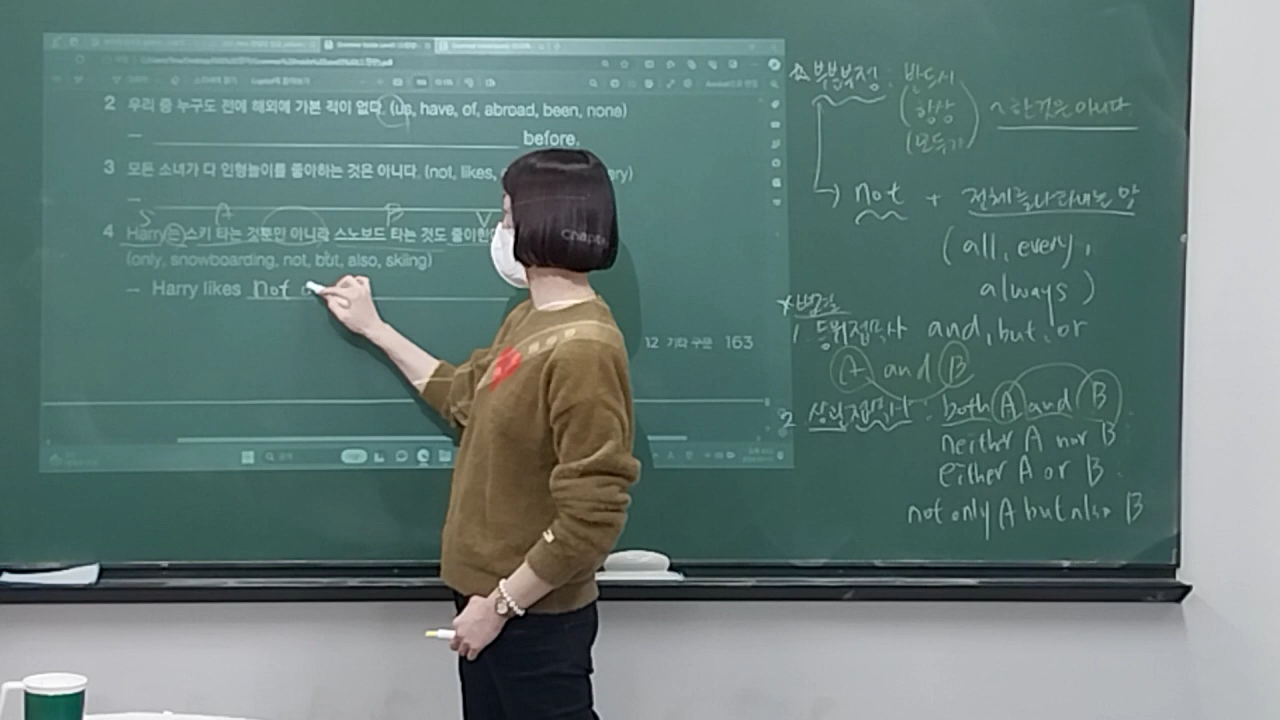 2 우리 중 누구도 전에 해외에 가본 적이 없다. (us, have, of, abroad, been, none)
before.
3 모든 소녀가 다 인형놀이를 좋아하는 것은 아니다. (not, likes,
S A B V
4 Harry는 스키 타는 것뿐만 아니라 스노보드 타는 것도 좋아한다
(only, snowboarding, not, but, also, skiing)
Harry likes not
12 기타 구문 163
Chapter
부분부정 : 반드시
(항상) ~한 것은 아니다.
(모두가)
not + 전체를 나타내는 말
(all, every,
always)
*병렬
1. 등위접속사 and, but, or
A and B
2 상관접속사 : both A and B
neither A nor B
either A or B.
not only A but also B